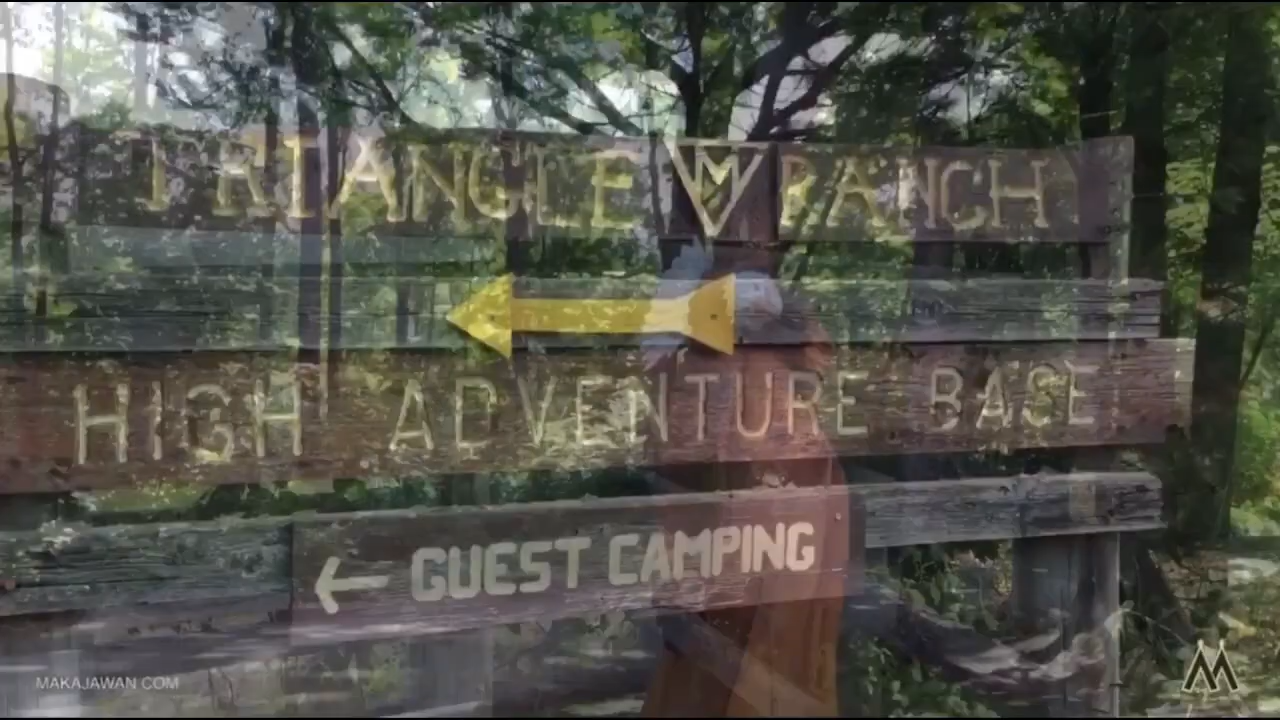 TRIANGLE M RANCH
HIGH ADVENTURE BASE
← GUEST CAMPING
MAKAJAWAN.COM
M